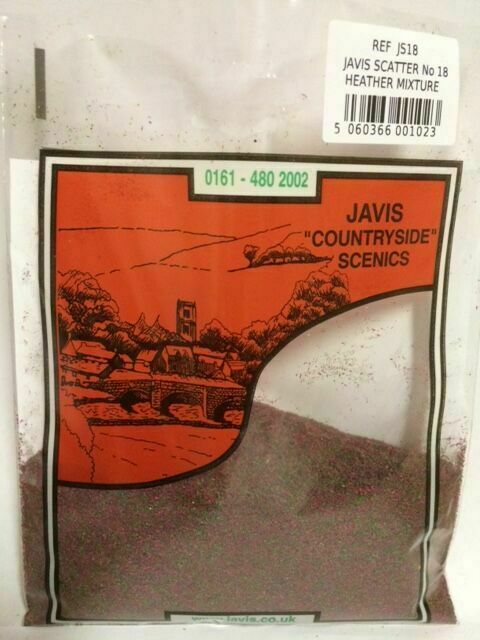 REF JS18
JAVIS SCATTER No 18
HEATHER MIXTURE
5 060366 001023
0161 - 480 2002
JAVIS
"COUNTRYSIDE"
SCENICS
www.javis.co.uk